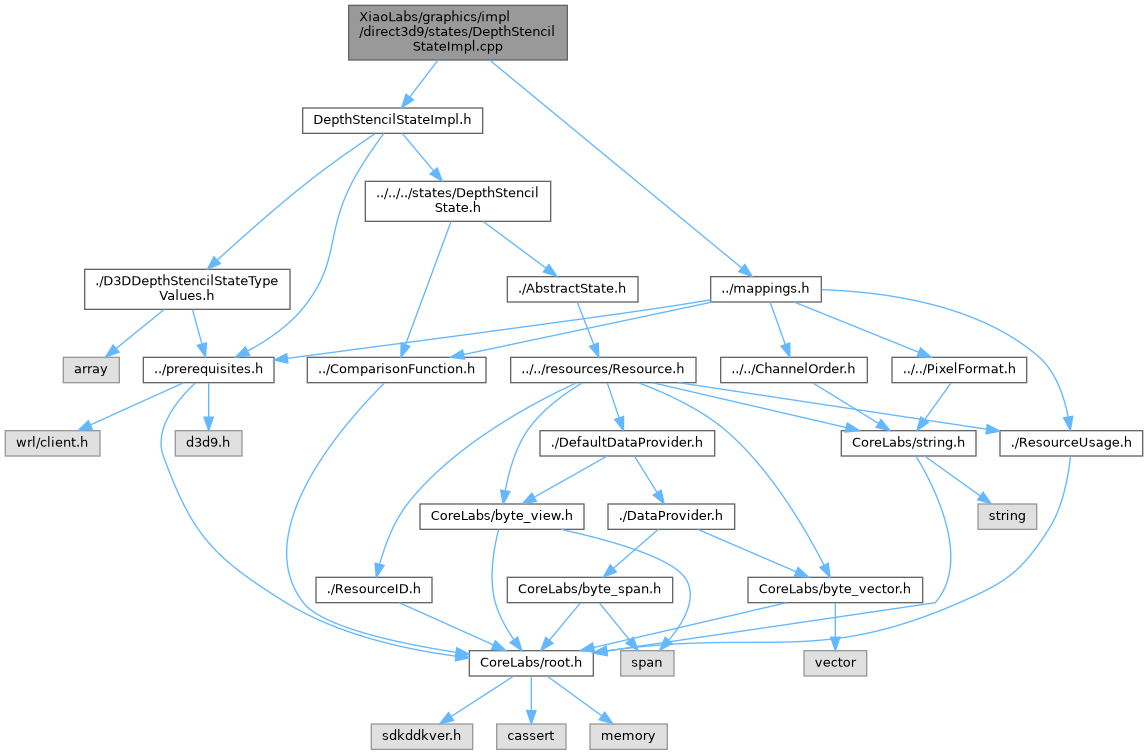 XiaoLabs/graphics/impl
/direct3d9/states/DepthStencil
StateImpl.cpp
DepthStencilStateImpl.h
../../../states/DepthStencil
State.h
./D3DDepthStencilStateType
Values.h
./AbstractState.h
../mappings.h
array
../prerequisites.h
../ComparisonFunction.h
../../resources/Resource.h
../../ChannelOrder.h
../../PixelFormat.h
wrl/client.h
d3d9.h
./DefaultDataProvider.h
CoreLabs/string.h
./ResourceUsage.h
CoreLabs/byte_view.h
./DataProvider.h
string
./ResourceID.h
CoreLabs/byte_span.h
CoreLabs/byte_vector.h
CoreLabs/root.h
span
vector
sdkddkver.h
cassert
memory